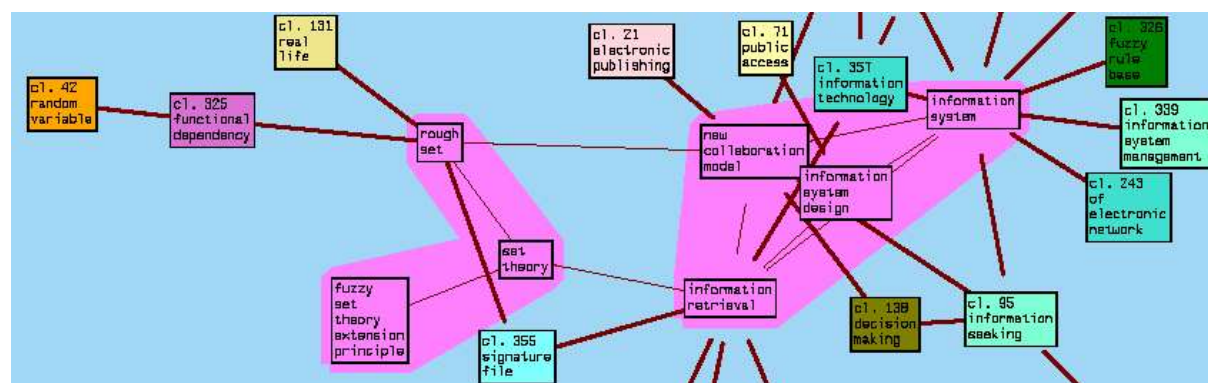 cl. 131
real
life
cl. 21
electronic
publishing
cl. 71
public
access
cl. 357
information
technology
information
system
cl. 326
fuzzy
rule
base
cl. 42
random
variable
cl. 325
functional
dependency
rough
set
new
collaboration
model
cl. 339
information
system
management
information
system
design
cl. 243
of
electronic
network
set
theory
fuzzy
set
theory
extension
principle
information
retrieval
cl. 138
decision
making
cl. 95
information
seeking
cl. 355
signature
file